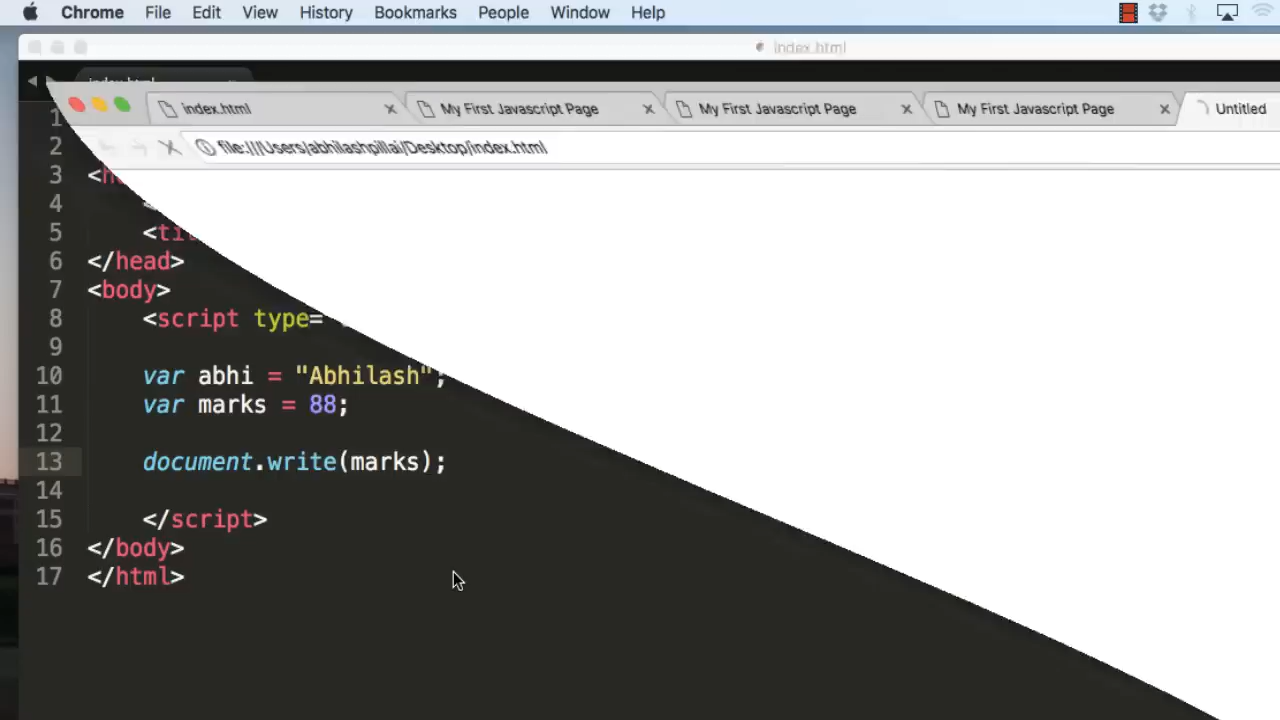 Chrome File Edit View History Bookmarks People Window Help
index.html
index.html
index.html My First Javascript Page My First Javascript Page My First Javascript Page Untitled
file:///Users/abhilashpillai/Desktop/index.html
1
2
3 <h
4 <
5 <ti
6 </head>
7 <body>
8 <script type=
9
10 var abhi = "Abhilash";
11 var marks = 88;
12
13 document.write(marks);
14
15 </script>
16 </body>
17 </html>